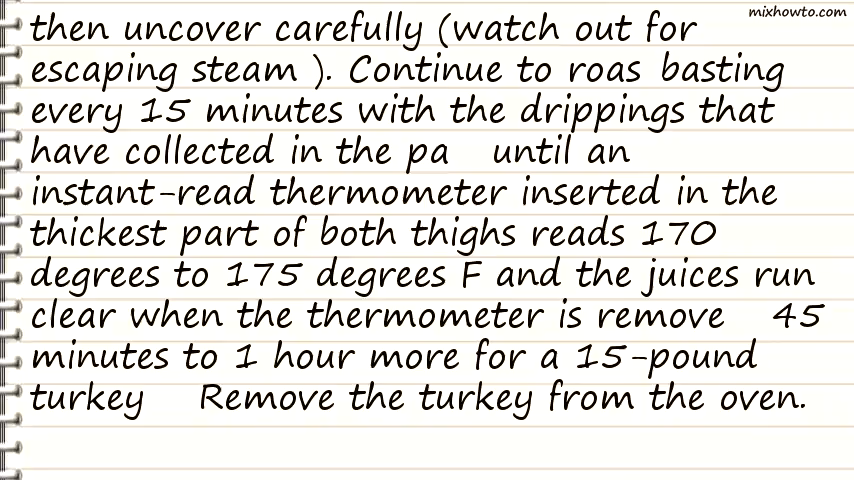 mixhowto.com
then uncover carefully (watch out for
escaping steam ). Continue to roas basting
every 15 minutes with the drippings that
have collected in the pa until an
instant-read thermometer inserted in the
thickest part of both thighs reads 170
degrees to 175 degrees F and the juices run
clear when the thermometer is remove 45
minutes to 1 hour more for a 15-pound
turkey Remove the turkey from the oven.